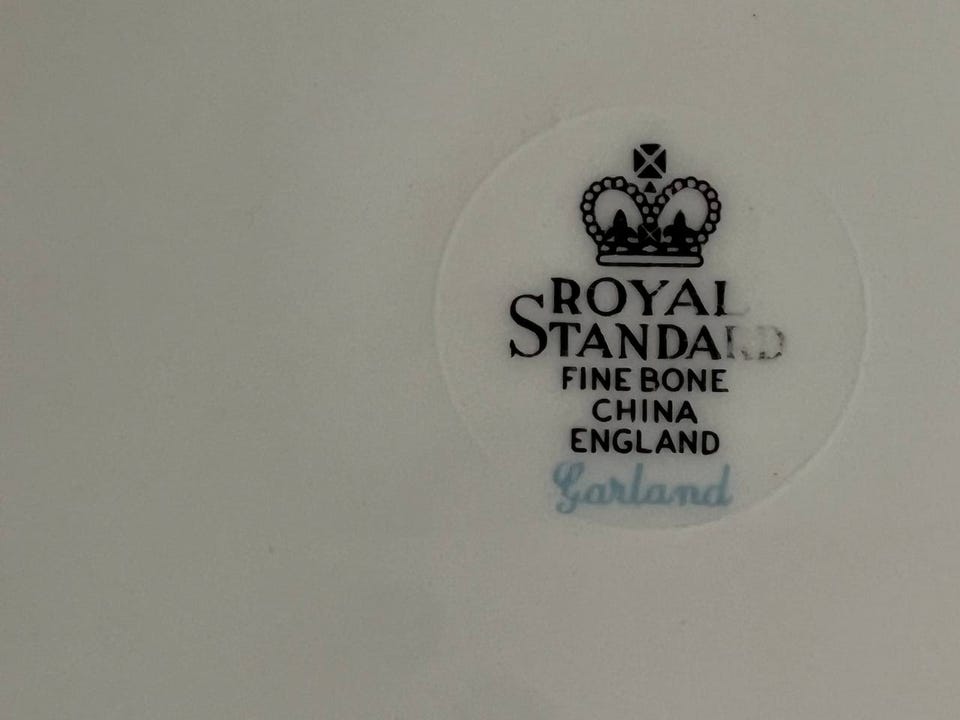 ROYAL
STANDARD
FINE BONE
CHINA
ENGLAND
Garland